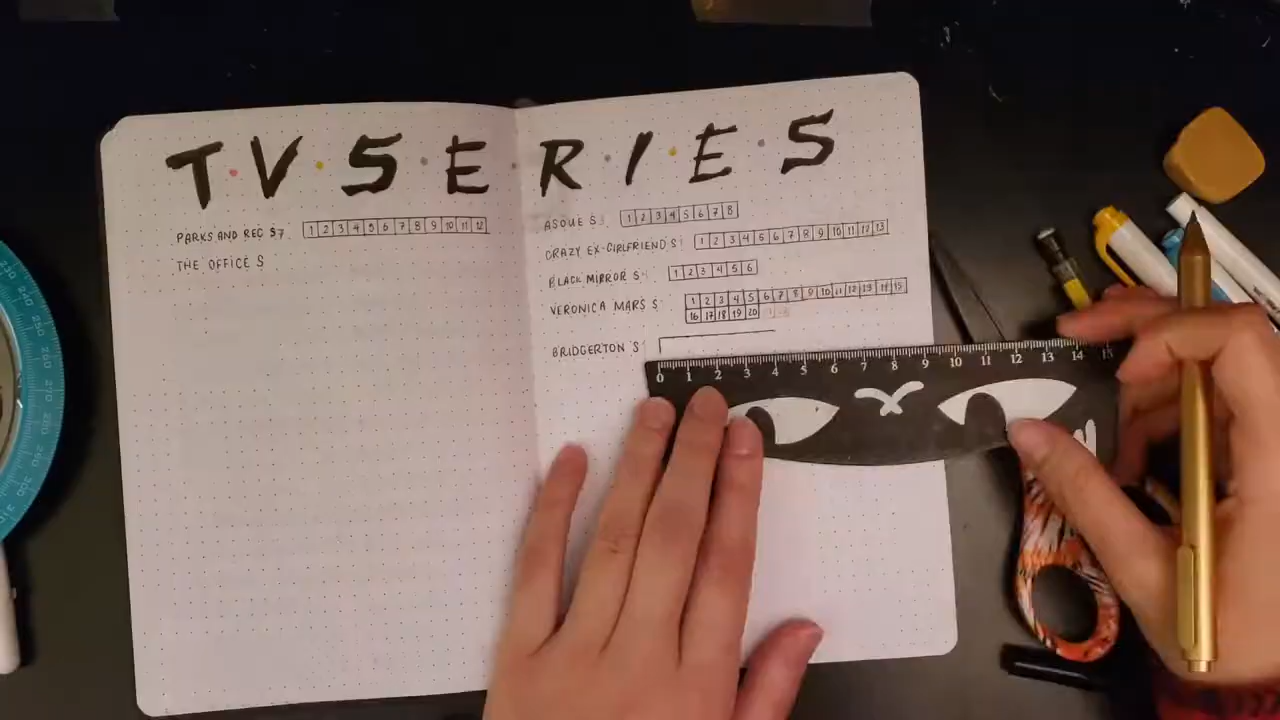 T·V·S·E·R·I·E·S
PARKS AND REC S7 1 2 3 4 5 6 7 8 9 10 11 12
THE OFFICE S
ASOUE S: 1 2 3 4 5 6 7 8
CRAZY EX-GIRLFRIEND S: 1 2 3 4 5 6 7 8 9 10 11 12 13
BLACK MIRROR S: 1 2 3 4 5 6
VERONICA MARS S: 1 2 3 4 5 6 7 8 9 10 11 12 13 14 15
16 17 18 19 20
BRIDGERTON S:
0 1 2 3 4 5 6 7 8 9 10 11 12 13 14 15